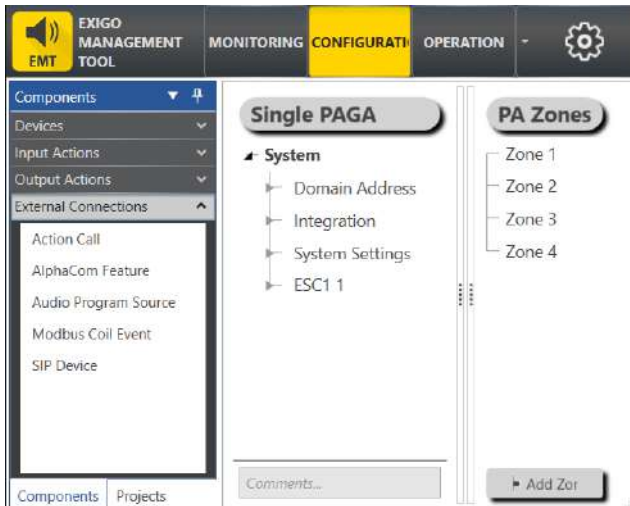 EXIGO
MANAGEMENT
TOOL
EMT
MONITORING
CONFIGURATI
OPERATION
Components
Devices
Input Actions
Output Actions
External Connections
Action Call
AlphaCom Feature
Audio Program Source
Modbus Coil Event
SIP Device
Components
Projects
Single PAGA
System
Domain Address
Integration
System Settings
ESC1 1
Comments...
PA Zones
Zone 1
Zone 2
Zone 3
Zone 4
Add Zor